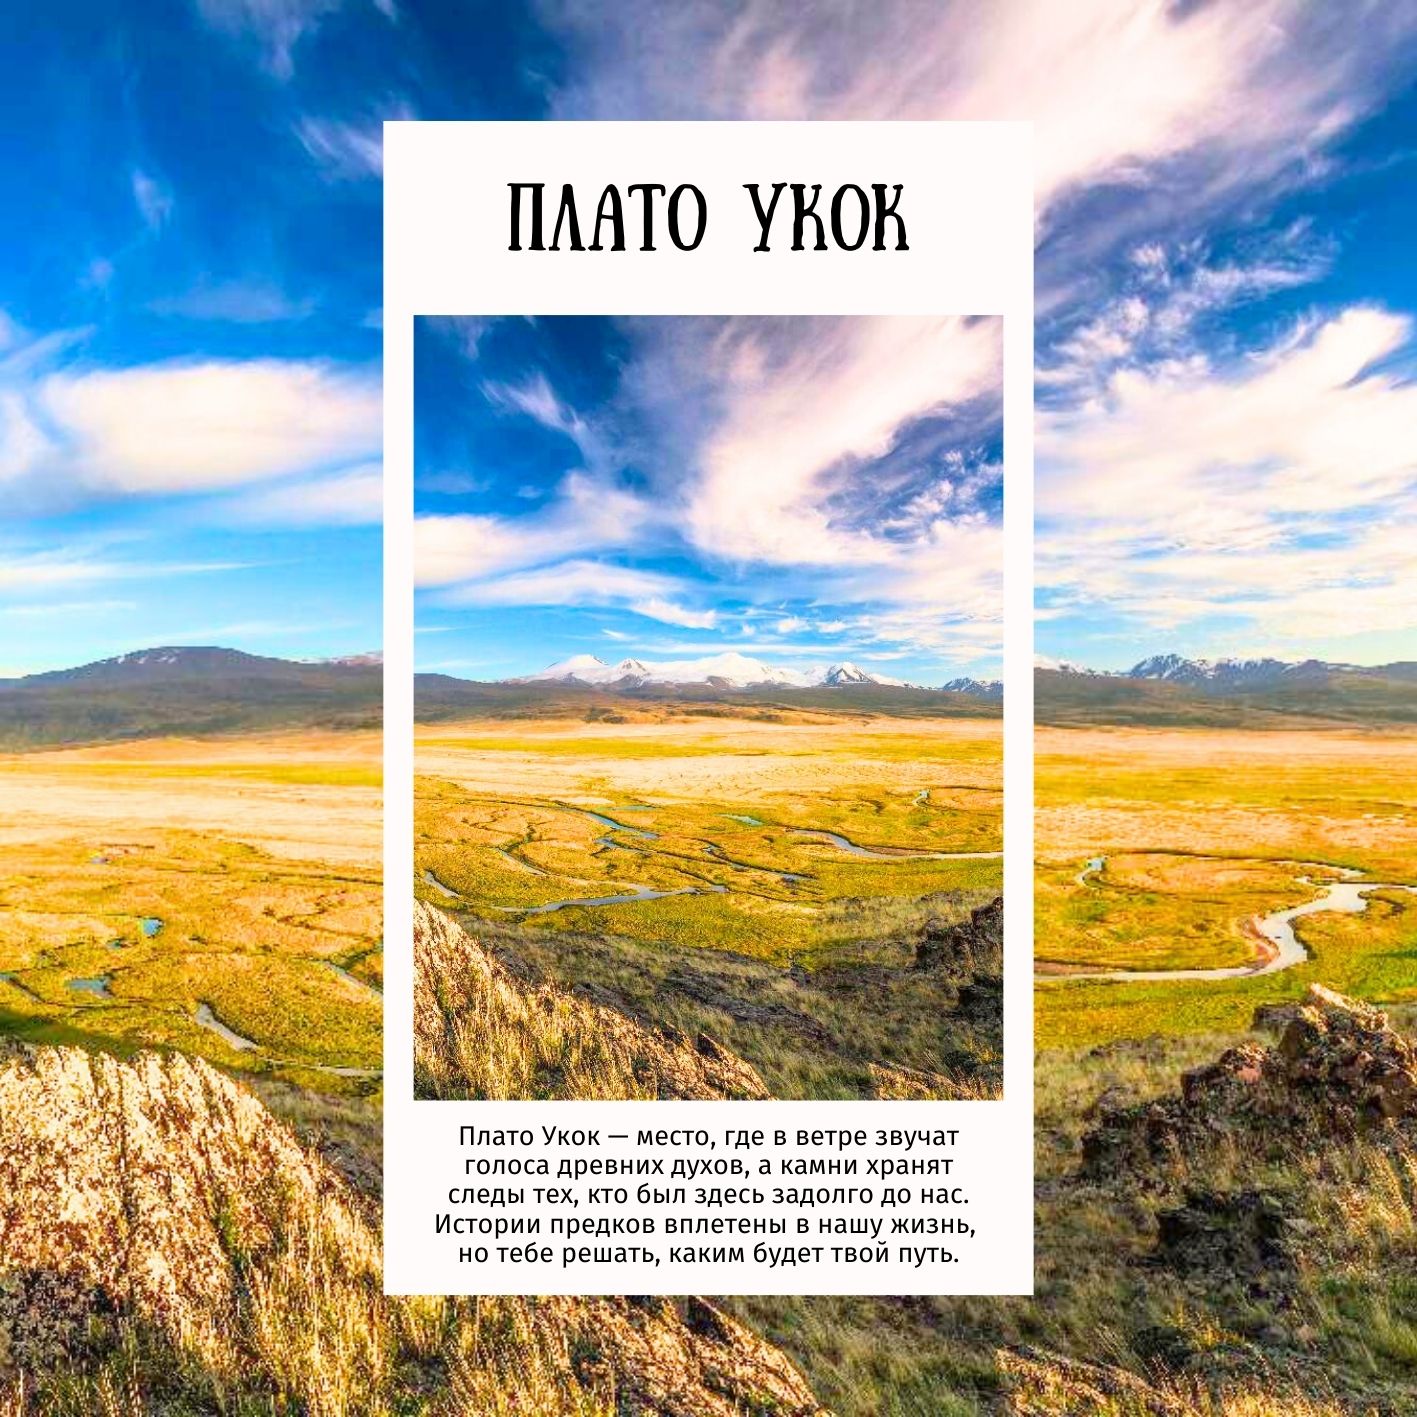 ПЛАТО УКОК
Плато Укок — место, где в ветре звучат
голоса древних духов, а камни хранят
следы тех, кто был здесь задолго до нас.
Истории предков вплетены в нашу жизнь,
но тебе решать, каким будет твой путь.